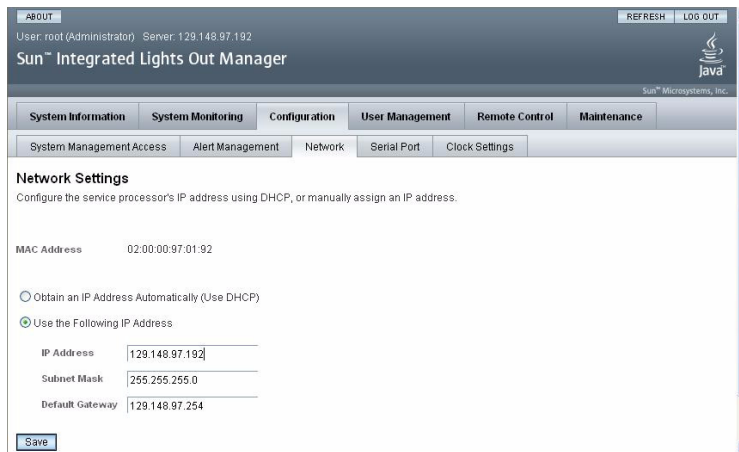 ABOUT REFRESH LOG OUT
User: root (Administrator) Server: 129.148.97.192
Sun™ Integrated Lights Out Manager
Java™
Sun™ Microsystems, Inc.
System Information System Monitoring Configuration User Management Remote Control Maintenance
System Management Access Alert Management Network Serial Port Clock Settings
Network Settings
Configure the service processor's IP address using DHCP, or manually assign an IP address.
MAC Address 02:00:00:97:01:92
Obtain an IP Address Automatically (Use DHCP)
Use the Following IP Address
IP Address 129.148.97.192
Subnet Mask 255.255.255.0
Default Gateway 129.148.97.254
Save